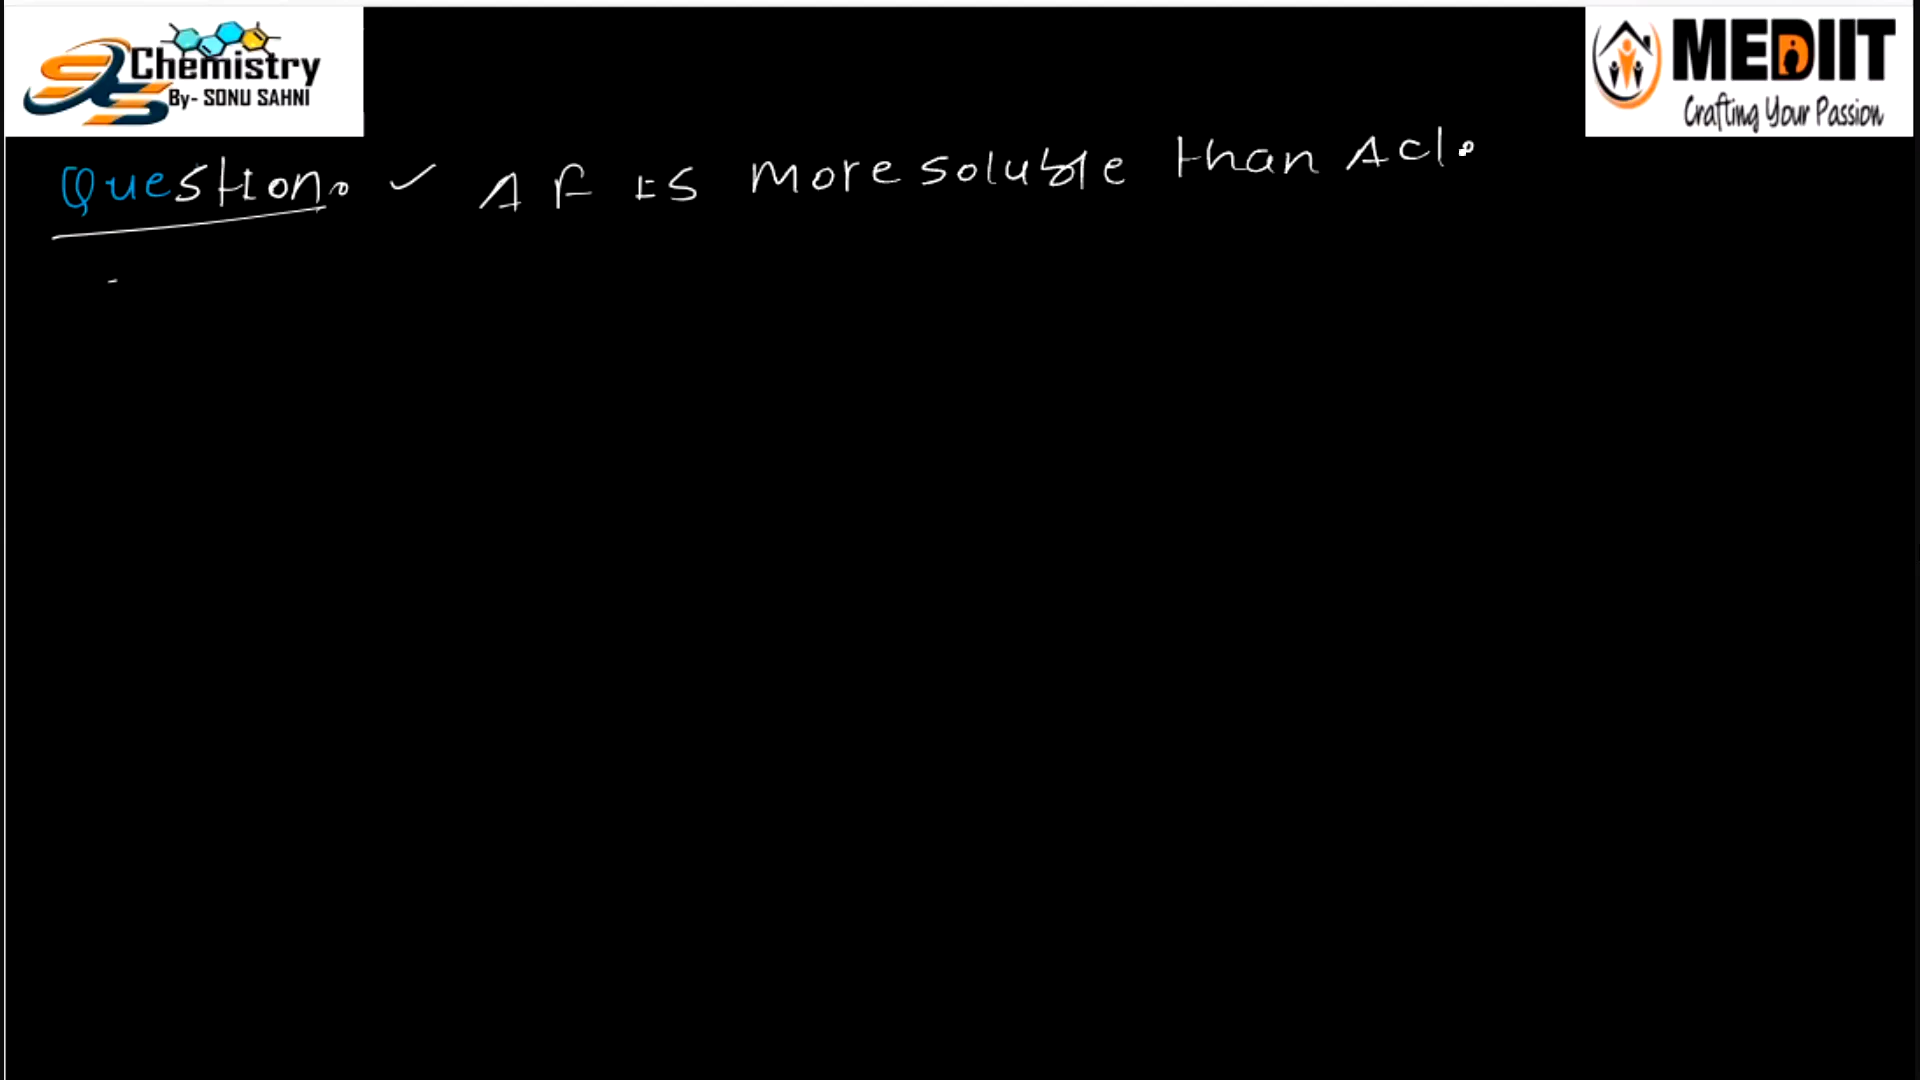 Chemistry
By- SONU SAHNI
MEDIIT
Crafting Your Passion
Question. ✓ AF is more soluble than Acl.